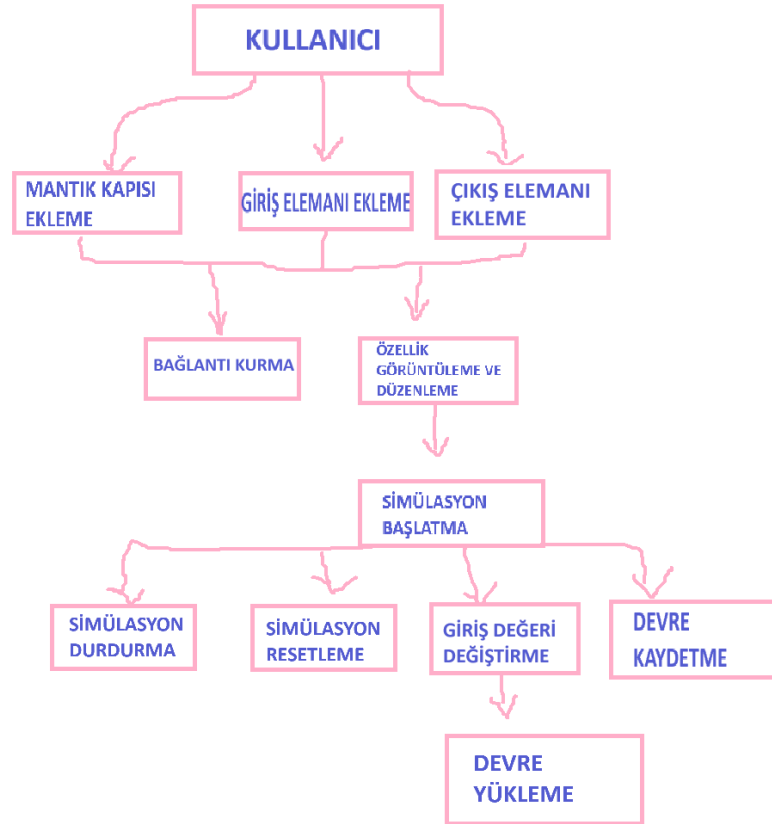 KULLANICI
MANTIK KAPISI
EKLEME
GİRİŞ ELEMANI EKLEME
ÇIKIŞ ELEMANI
EKLEME
BAĞLANTI KURMA
ÖZELLİK
GÖRÜNTÜLEME VE
DÜZENLEME
SİMÜLASYON
BAŞLATMA
SİMÜLASYON
DURDURMA
SİMÜLASYON
RESETLEME
GİRİŞ DEĞERİ
DEĞİŞTİRME
DEVRE
KAYDETME
DEVRE
YÜKLEME